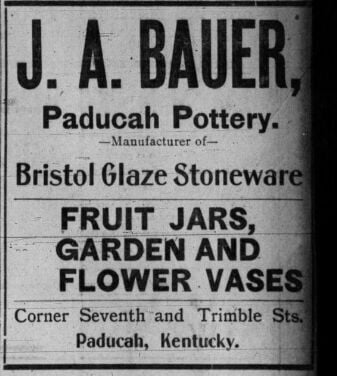 J. A. BAUER,
Paducah Pottery.
—Manufacturer of—
Bristol Glaze Stoneware
FRUIT JARS,
GARDEN AND
FLOWER VASES
Corner Seventh and Trimble Sts.
Paducah, Kentucky.